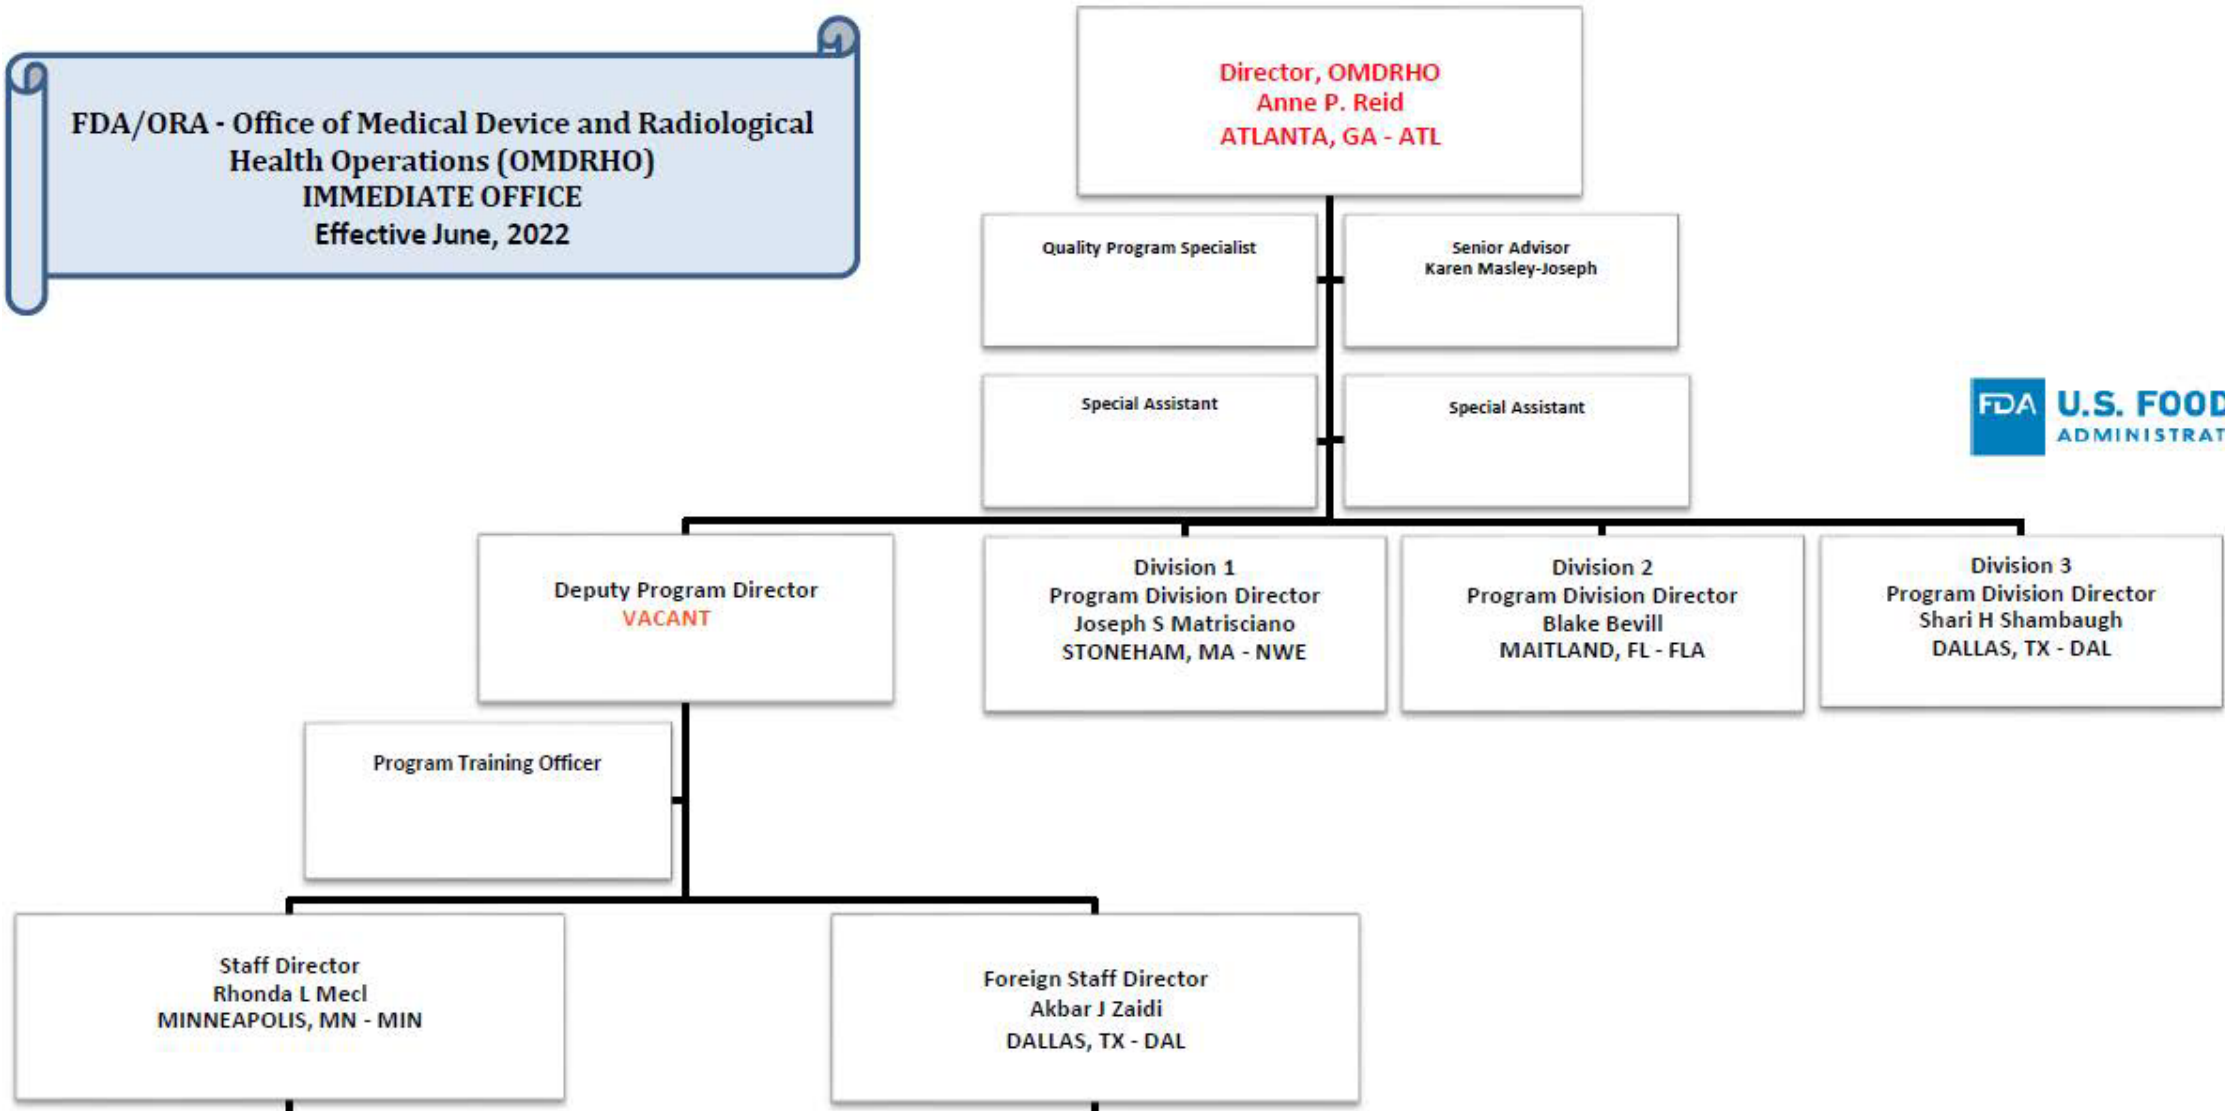 FDA/ORA - Office of Medical Device and Radiological
Health Operations (OMDRHO)
IMMEDIATE OFFICE
Effective June, 2022
Director, OMDRHO
Anne P. Reid
ATLANTA, GA - ATL
Quality Program Specialist
Senior Advisor
Karen Masley-Joseph
Special Assistant
Special Assistant
FDA
U.S. FOOD
ADMINISTRAT
Deputy Program Director
VACANT
Division 1
Program Division Director
Joseph S Matrisciano
STONEHAM, MA - NWE
Division 2
Program Division Director
Blake Bevill
MAITLAND, FL - FLA
Division 3
Program Division Director
Shari H Shambaugh
DALLAS, TX - DAL
Program Training Officer
Staff Director
Rhonda L Mecl
MINNEAPOLIS, MN - MIN
Foreign Staff Director
Akbar J Zaidi
DALLAS, TX - DAL